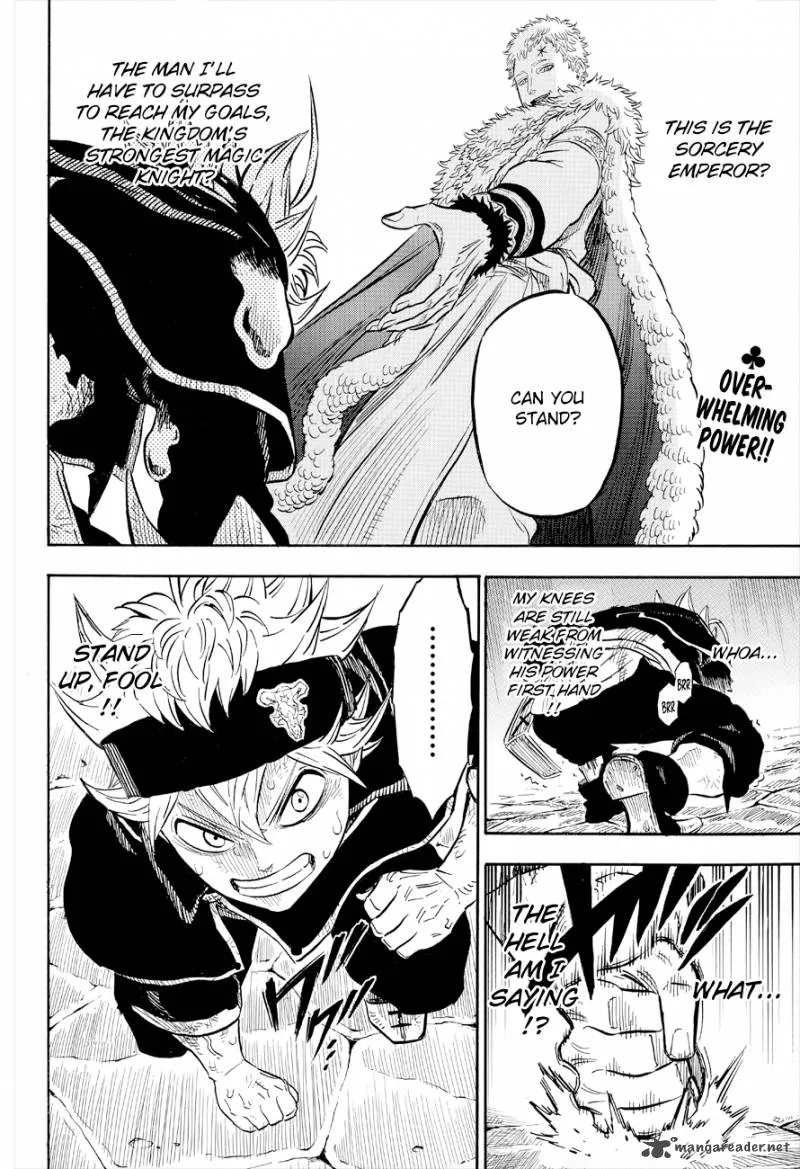 THIS IS THE
SORCERY
EMPEROR?
THE MAN I'LL
HAVE TO SURPASS
TO REACH MY GOALS,
THE KINGDOM'S
STRONGEST MAGIC
KNIGHT?
♣
OVER-
WHELMING
POWER!!
CAN YOU
STAND?
WHOA...
MY KNEES
ARE STILL
WEAK FROM
WITNESSING
HIS POWER
FIRST HAND
!!
BRR
BRR
WHAT...
THE
HELL
AM I
SAYING
!?
.........
STAND
UP, FOOL
!!
mangareader.net